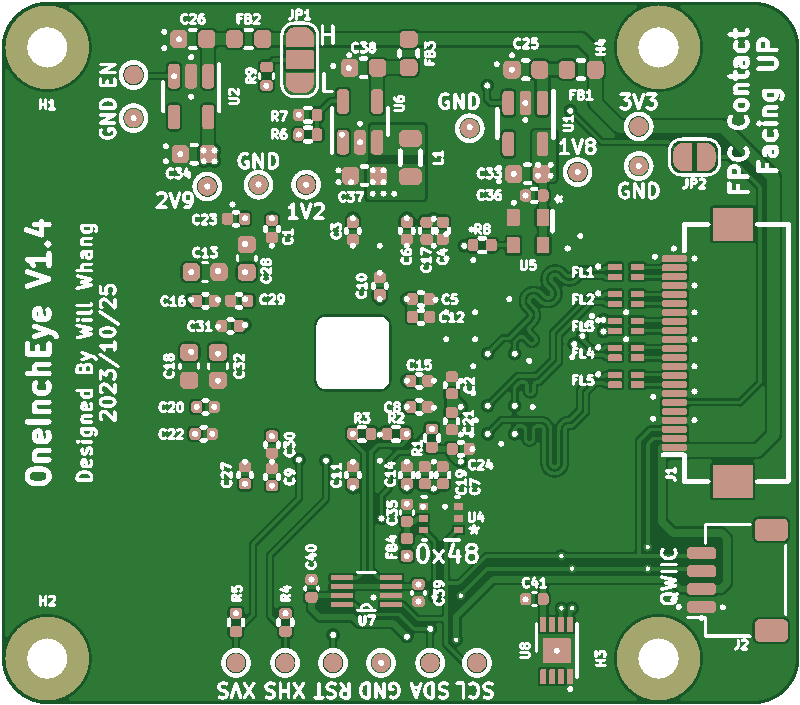 C26
FB2
JP1
H
L
C38
FB3
C25
H4
FB1
FPC Contact
Facing UP
H1
GND EN
U2
R9
R7
R6
U6
L1
GND
U1
3V3
1V8
JP2
GND
C34
GND
2V9
1V2
C37
C33
C36
C23
C1
C3
C6
C17
C4
R8
U5
C13
C28
C10
FL1
FL2
FL3
FL4
FL5
C16
C29
C5
C12
C31
C18
C32
C15
C2
C20
C8
C21
C22
R3
R2
R1
C30
C24
C27
C9
C11
C14
C19
C7
J1
OneInchEye V1.4
Designed By Will Whang
2023/10/25
C35
U4
FB4
0x48
QWIIC
H2
C40
R5
R4
U7
C39
C41
U8
H3
J2
XVS
XHS
RST
GND
SDA
SCL